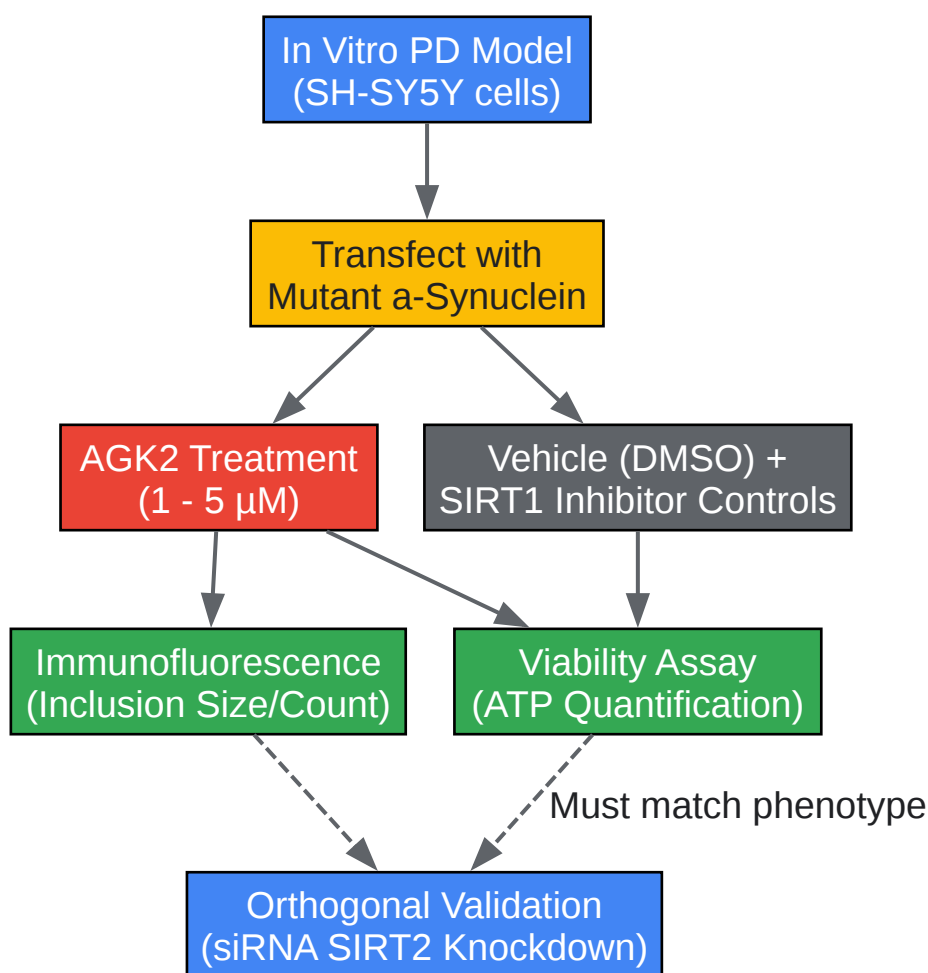 In Vitro PD Model
(SH-SY5Y cells)
Transfect with
Mutant a-Synuclein
AGK2 Treatment
(1 - 5 µM)
Vehicle (DMSO) +
SIRT1 Inhibitor Controls
Immunofluorescence
(Inclusion Size/Count)
Viability Assay
(ATP Quantification)
Must match phenotype
Orthogonal Validation
(siRNA SIRT2 Knockdown)